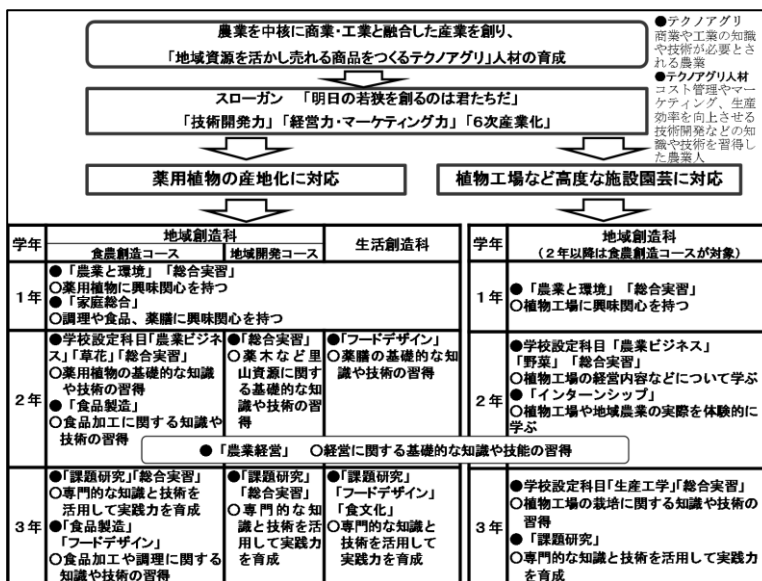 農業を中核に商業・工業と融合した産業を創り、
「地域資源を活かし売れる商品をつくるテクノアグリ」人材の育成
●テクノアグリ
商業や工業の知識
や技術が必要とさ
れる農業
●テクノアグリ人材
コスト管理やマー
ケティング、生産
効率を向上させる
技術開発などの知
識や技術を習得し
た農業人
スローガン 「明日の若狭を創るのは君たちだ」
「技術開発力」「経営力・マーケティング力」「6次産業化」
薬用植物の産地化に対応
植物工場など高度な施設園芸に対応
学年
地域創造科
食農創造コース
地域開発コース
生活創造科
1年
●「農業と環境」「総合実習」
○薬用植物に興味関心を持つ
●「家庭総合」
○調理や食品、薬膳に興味関心を持つ
2年
●学校設定科目「農業ビジネ
ス」「草花」「総合実習」
○薬用植物の基礎的な知識
や技術の習得
●「食品製造」
○食品加工に関する知識や
技術の習得
●「総合実習」
○薬木など里
山資源に関す
る基礎的な知
識や技術の習
得
●「フードデザイン」
○薬膳の基礎的な知
識や技術の習得
●「農業経営」 ○経営に関する基礎的な知識や技能の習得
3年
●「課題研究」「総合実習」
○専門的な知識と技術を
活用して実践力を育成
●「食品製造」
「フードデザイン」
○食品加工や調理に関する
知識や技術の習得
●「課題研究」
「総合実習」
○専門的な知
識と技術を活
用して実践力
を育成
●「課題研究」
「フードデザイン」
「食文化」
○専門的な知識と
技術を活用して
実践力を育成
学年
地域創造科
(2年以降は食農創造コースが対象)
1年
●「農業と環境」 「総合実習」
○植物工場に興味関心を持つ
2年
●学校設定科目「農業ビジネス」
「野菜」 「総合実習」
○植物工場の経営内容などについて学ぶ
●「インターンシップ」
○植物工場や地域農業の実際を体験的に
学ぶ
3年
●学校設定科目「生産工学」「総合実習」
○植物工場の栽培に関する知識や技術の
習得
●「課題研究」
○専門的な知識と技術を活用して実践力
を育成